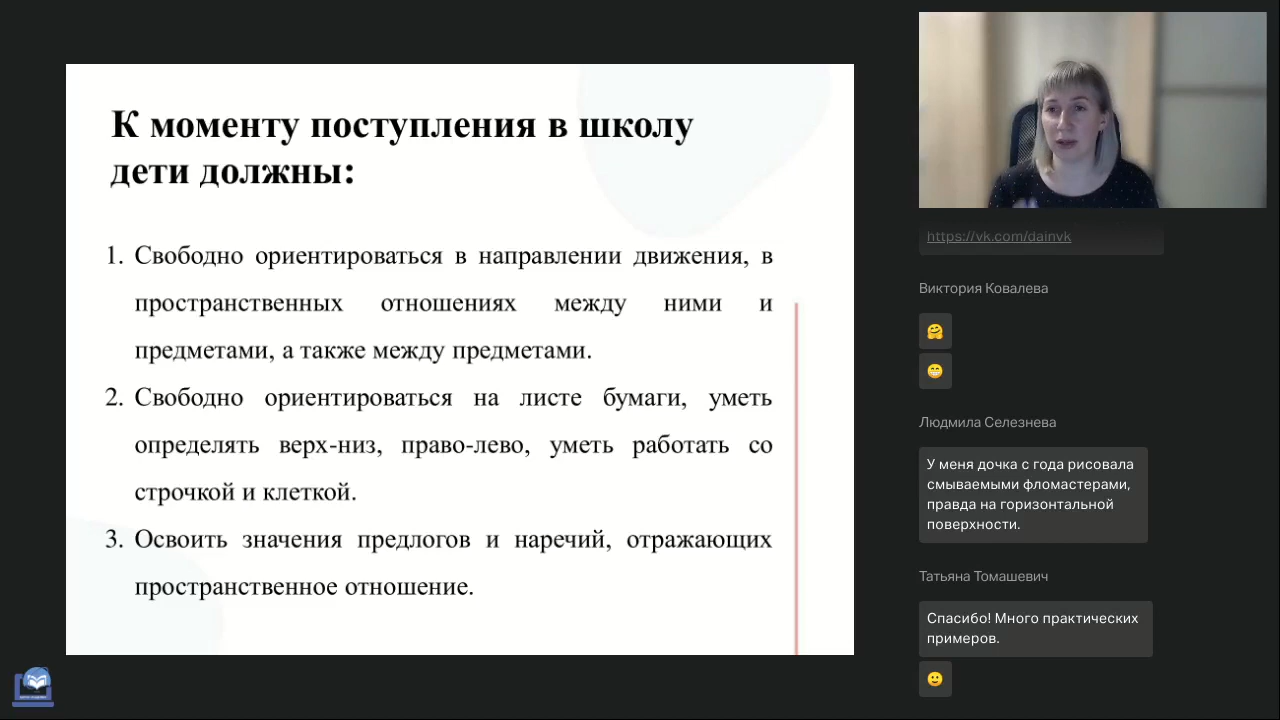 К моменту поступления в школу
дети должны:
1. Свободно ориентироваться в направлении движения, в
пространственных отношениях между ними и
предметами, а также между предметами.
2. Свободно ориентироваться на листе бумаги, уметь
определять верх-низ, право-лево, уметь работать со
строчкой и клеткой.
3. Освоить значения предлогов и наречий, отражающих
пространственное отношение.
https://vk.com/dainvk
Виктория Ковалева
Людмила Селезнева
У меня дочка с года рисовала
смываемыми фломастерами,
правда на горизонтальной
поверхности.
Татьяна Томашевич
Спасибо! Много практических
примеров.